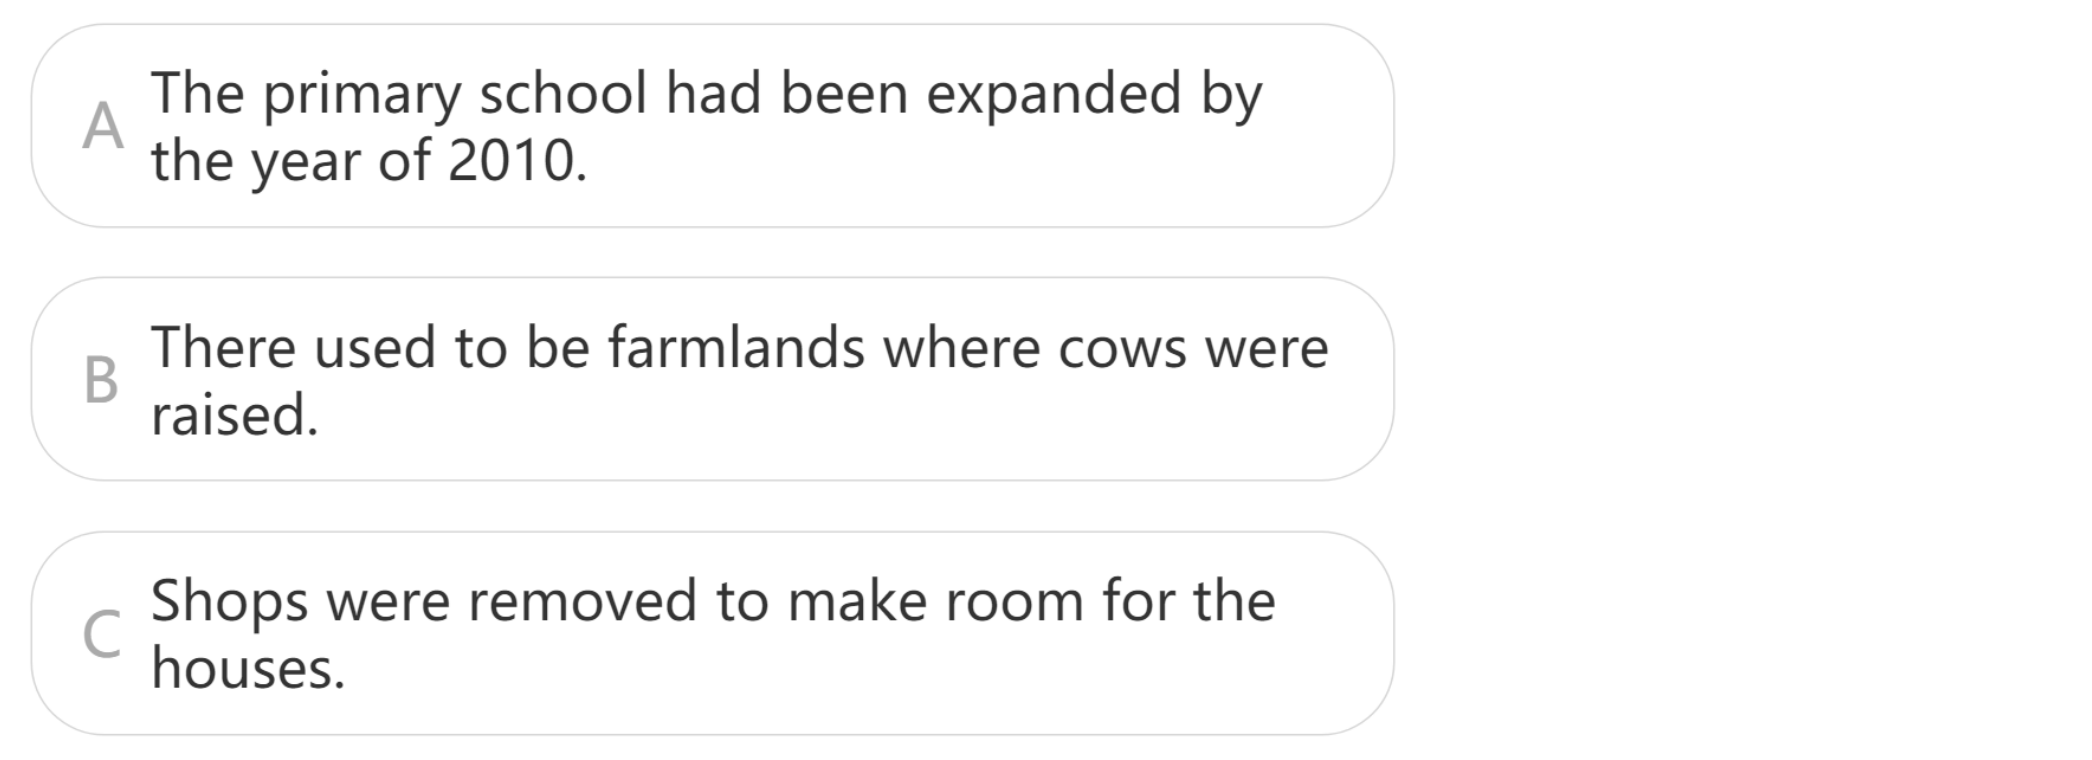 A
The primary school had been expanded by
the year of 2010.
B
There used to be farmlands where cows were
raised.
C
Shops were removed to make room for the
houses.